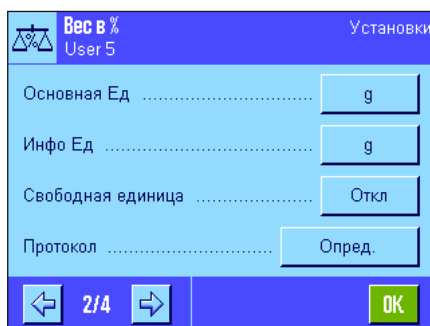 Вес в %
Установки
User 5
Основная Ед ................................ g
Инфо Ед ........................................ g
Свободная единица ...................... Откл
Протокол .............................. Опред.
2/4
OK